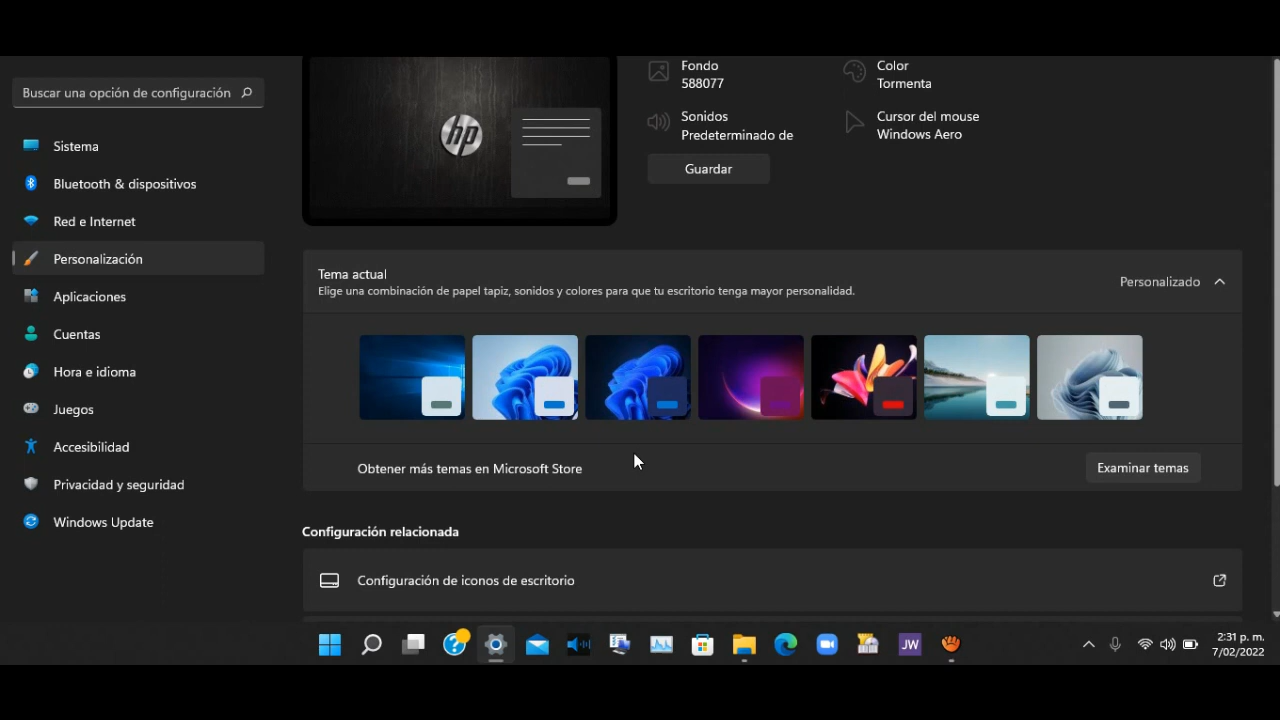 Fondo
588077
Color
Tormenta
Buscar una opción de configuración
Sonidos
Predeterminado de
Cursor del mouse
Windows Aero
hp
Guardar
Sistema
Bluetooth & dispositivos
Red e Internet
Personalización
Aplicaciones
Cuentas
Hora e idioma
Juegos
Accesibilidad
Privacidad y seguridad
Windows Update
Tema actual
Elige una combinación de papel tapiz, sonidos y colores para que tu escritorio tenga mayor personalidad.
Personalizado
Obtener más temas en Microsoft Store
Examinar temas
Configuración relacionada
Configuración de iconos de escritorio
JW
2:31 p. m.
7/02/2022